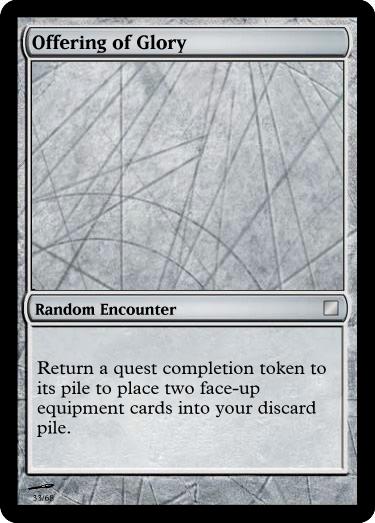 Offering of Glory
Random Encounter
Return a quest completion token to
its pile to place two face-up
equipment cards into your discard
pile.
33/68